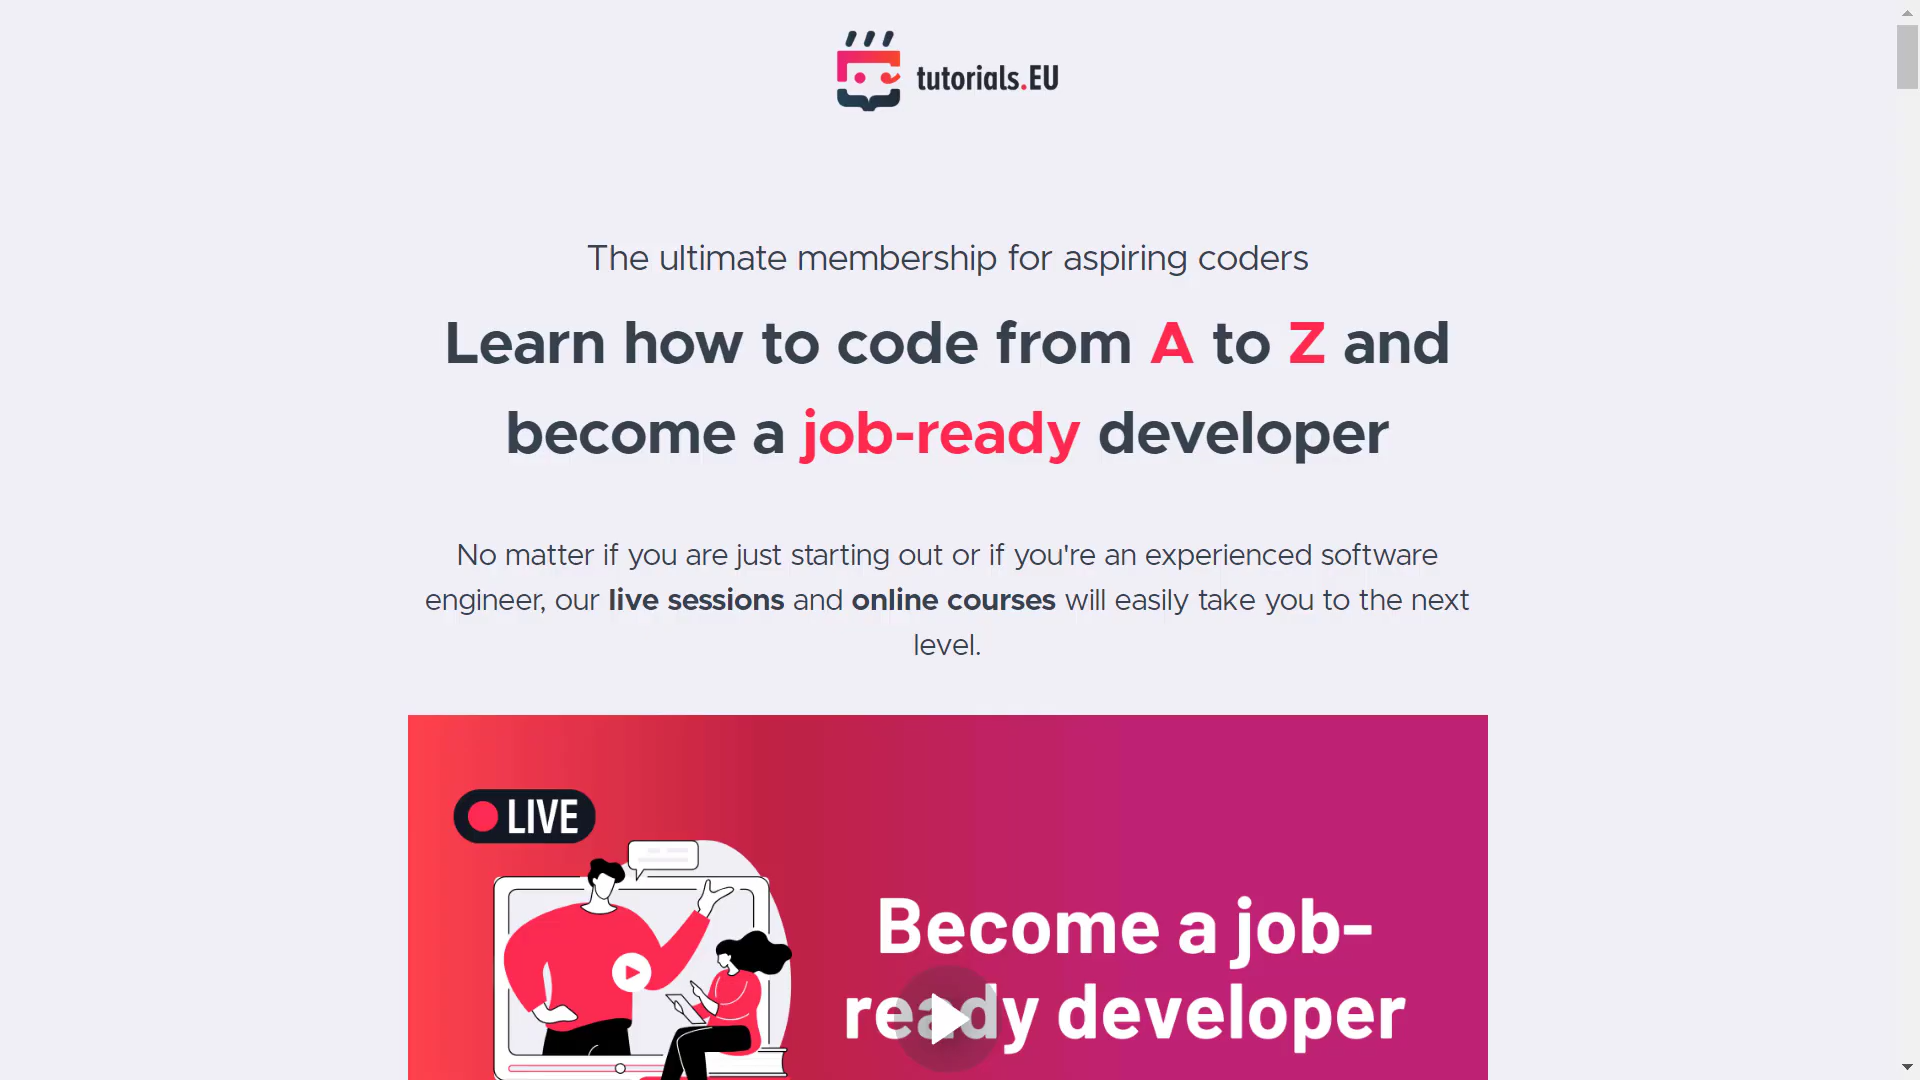 tutorials.EU
The ultimate membership for aspiring coders
Learn how to code from A to Z and
become a job-ready developer
No matter if you are just starting out or if you're an experienced software
engineer, our live sessions and online courses will easily take you to the next
level.
LIVE
Become a job-
ready developer